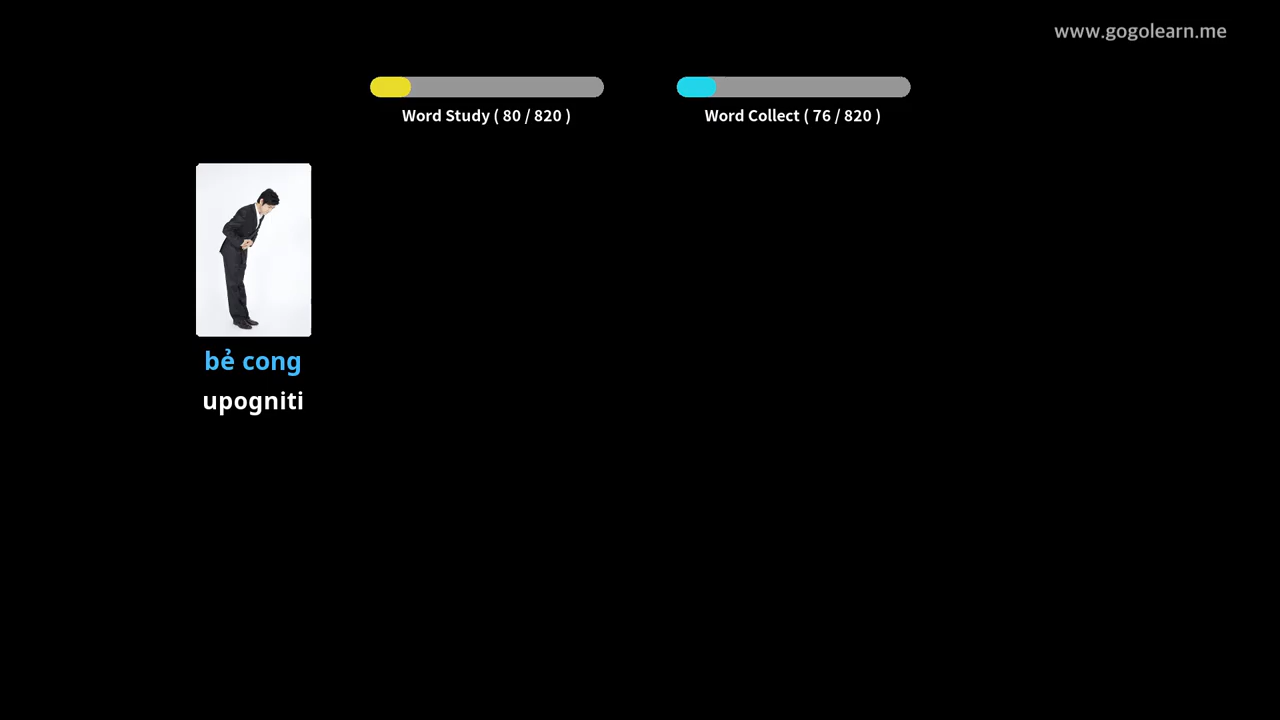 www.gogolearn.me
Word Study ( 80 / 820 )
Word Collect ( 76 / 820 )
bẻ cong
upogniti